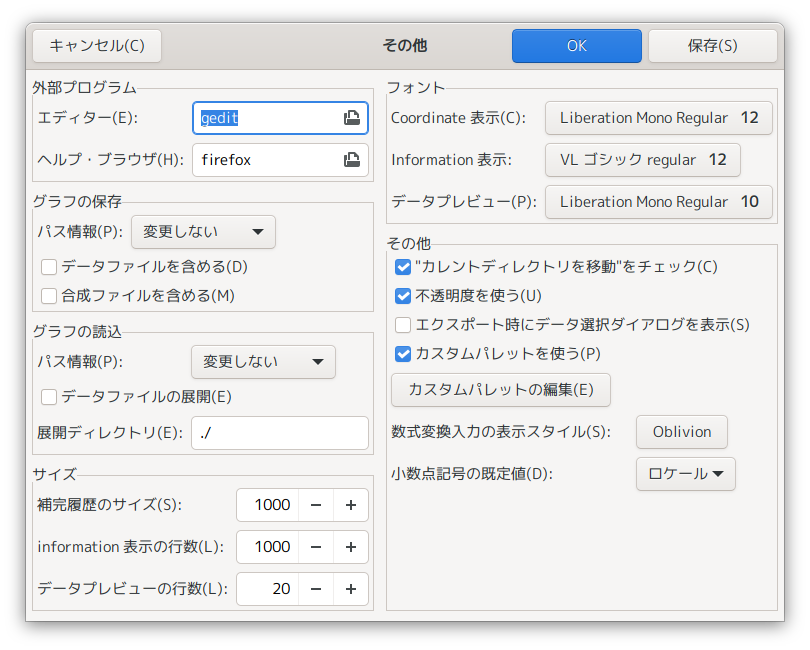 キャンセル(C)
その他
OK
保存(S)
外部プログラム
エディター(E):
gedit
ヘルプ・ブラウザ(H):
firefox
グラフの保存
パス情報(P):
変更しない
データファイルを含める(D)
合成ファイルを含める(M)
グラフの読込
パス情報(P):
変更しない
データファイルの展開(E)
展開ディレクトリ(E):
./
サイズ
補完履歴のサイズ(S):
1000
information 表示の行数(L):
1000
データプレビューの行数(L):
20
フォント
Coordinate 表示(C):
Liberation Mono Regular 12
Information 表示:
VL ゴシック regular 12
データプレビュー(P):
Liberation Mono Regular 10
その他
"カレントディレクトリを移動"をチェック(C)
不透明度を使う(U)
エクスポート時にデータ選択ダイアログを表示(S)
カスタムパレットを使う(P)
カスタムパレットの編集(E)
数式変換入力の表示スタイル(S):
Oblivion
小数点記号の既定値(D):
ロケール